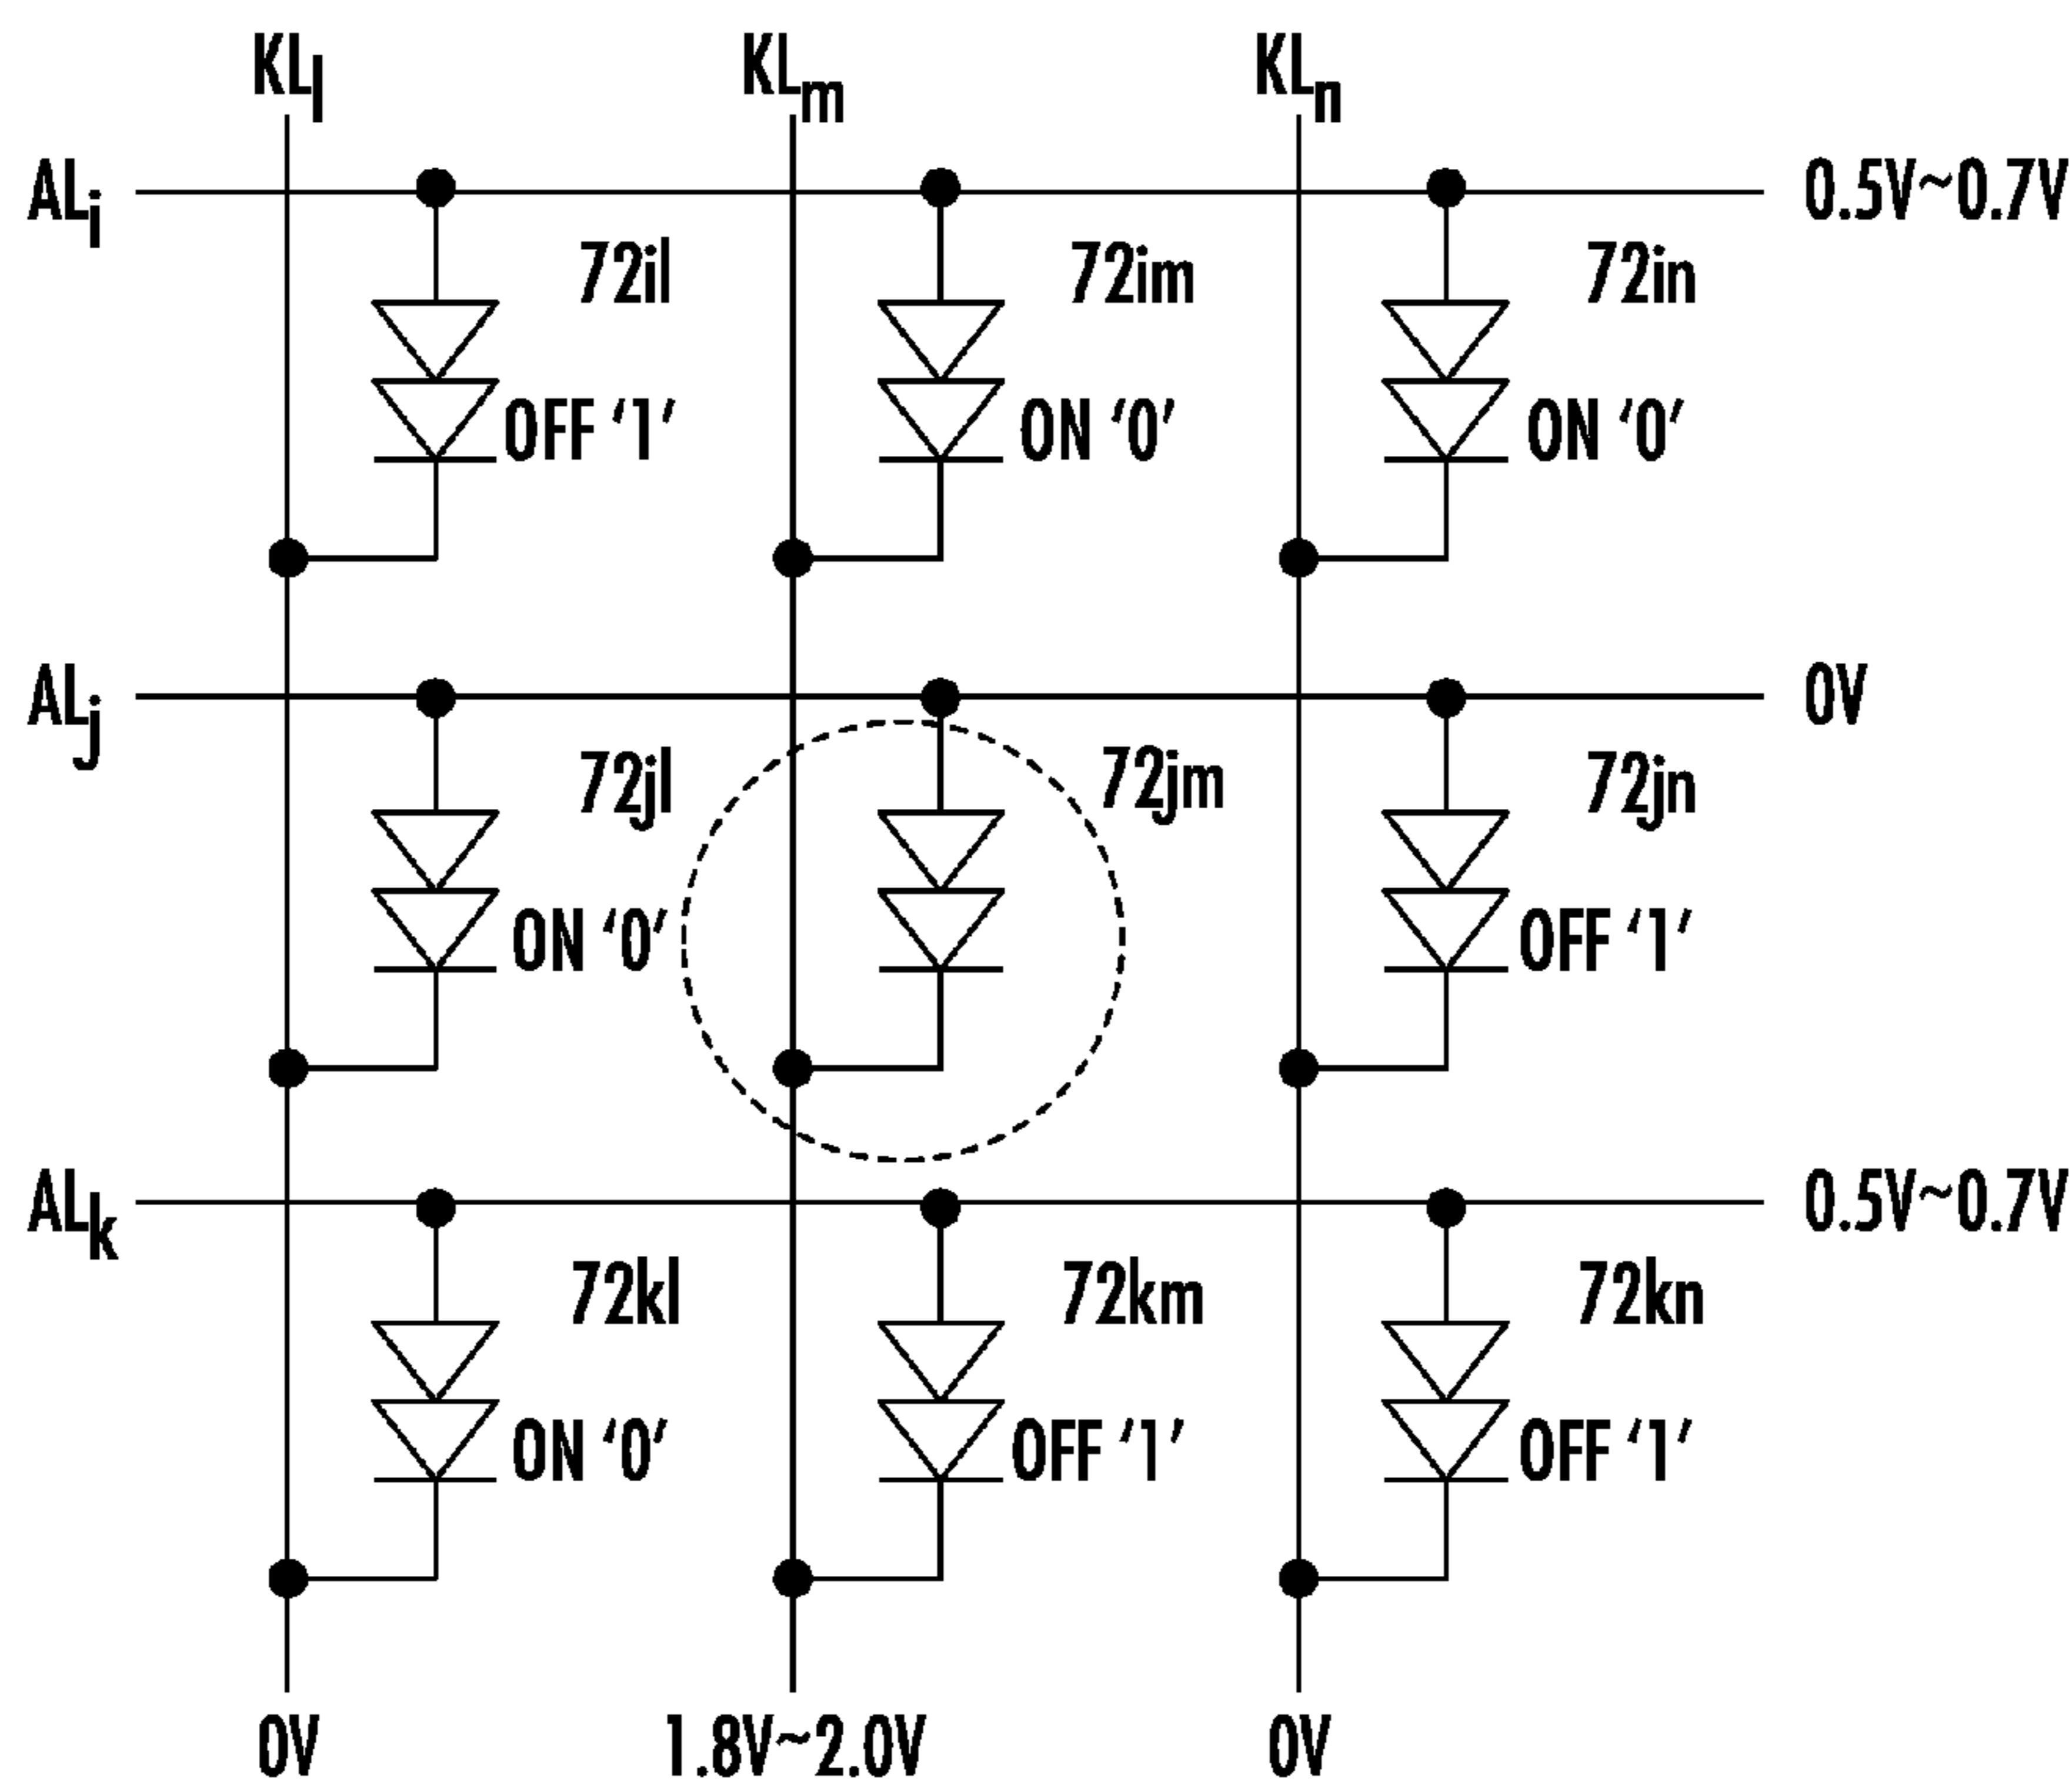 KLl KLm KLn
ALi 0.5V~0.7V
72il 72im 72in
OFF ‘1’ ON ‘0’ ON ‘0’
ALj 0V
72jl 72jm 72jn
ON ‘0’ OFF ‘1’
ALk 0.5V~0.7V
72kl 72km 72kn
ON ‘0’ OFF ‘1’ OFF ‘1’
0V 1.8V~2.0V 0V